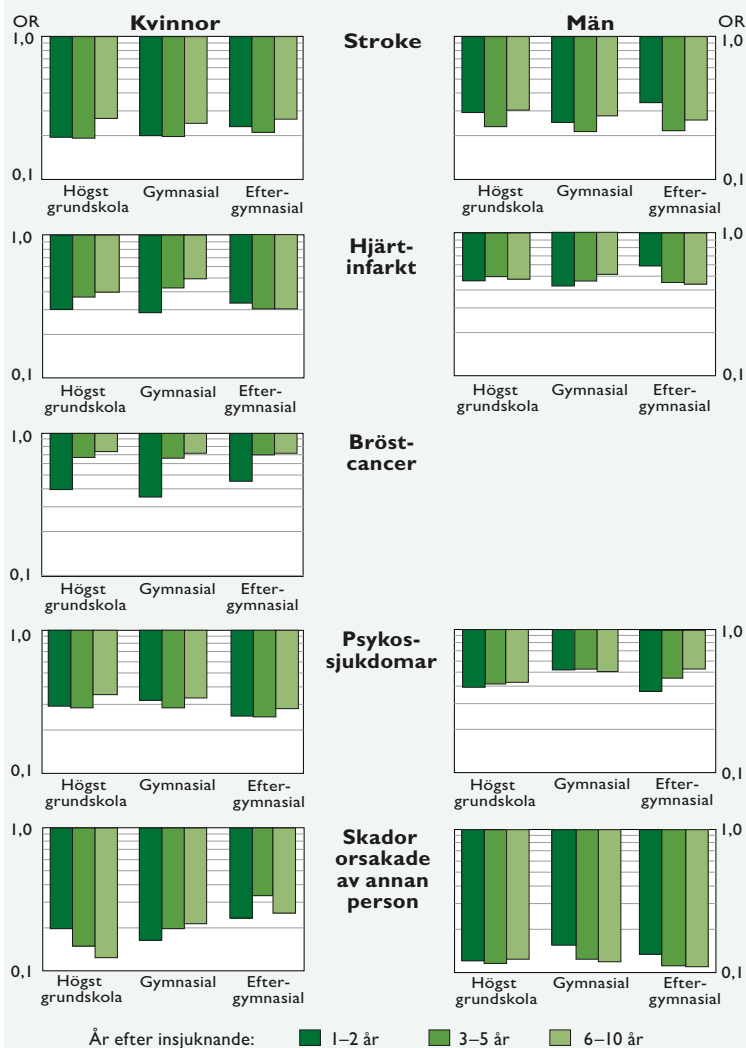 Kvinnor
Män
OR
OR
Stroke
1,0
1,0
0,1
0,1
Högst
grundskola
Gymnasial
Efter-
gymnasial
Högst
grundskola
Gymnasial
Efter-
gymnasial
Hjärt-
infarkt
1,0
1,0
0,1
0,1
Högst
grundskola
Gymnasial
Efter-
gymnasial
Högst
grundskola
Gymnasial
Efter-
gymnasial
Bröst-
cancer
1,0
0,1
Högst
grundskola
Gymnasial
Efter-
gymnasial
Psykos-
sjukdomar
1,0
1,0
0,1
0,1
Högst
grundskola
Gymnasial
Efter-
gymnasial
Högst
grundskola
Gymnasial
Efter-
gymnasial
Skador
orsakade
av annan
person
1,0
1,0
0,1
0,1
Högst
grundskola
Gymnasial
Efter-
gymnasial
Högst
grundskola
Gymnasial
Efter-
gymnasial
År efter insjuknande: 1–2 år 3–5 år 6–10 år